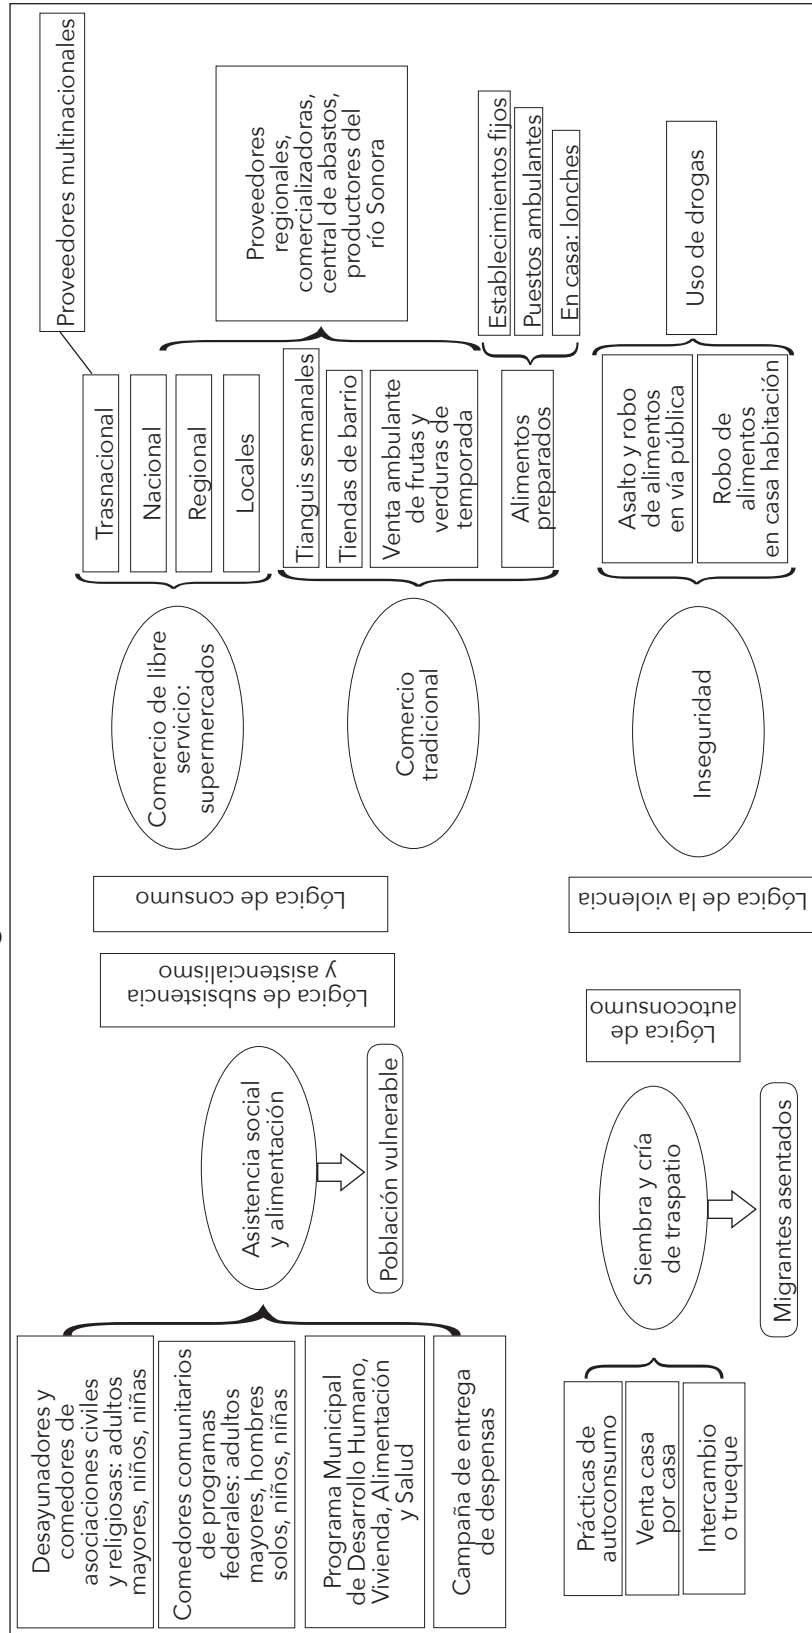 Desayunadores y
comedores de
asociaciones civiles
y religiosas: adultos
mayores, niños, niñas
Comedores comunitarios
de programas
federales: adultos
mayores, hombres
solos, niños, niñas
Programa Municipal
de Desarrollo Humano,
Vivienda, Alimentación
y Salud
Campaña de entrega
de despensas
Asistencia social
y alimentación
Población vulnerable
Lógica de subsistencia
y asistencialismo
Lógica de consumo
Comercio de libre
servicio:
supermercados
Trasnacional
Nacional
Regional
Locales
Proveedores multinacionales
Comercio
tradicional
Tianguis semanales
Tiendas de barrio
Venta ambulante
de frutas y
verduras de
temporada
Alimentos
preparados
Proveedores
regionales,
comercializadoras,
central de abastos,
productores del
río Sonora
Establecimientos fijos
Puestos ambulantes
En casa: lonches
Prácticas de
autoconsumo
Venta casa
por casa
Intercambio
o trueque
Siembra y cría
de traspatio
Migrantes asentados
Lógica de
autoconsumo
Lógica de la violencia
Inseguridad
Asalto y robo
de alimentos
en vía pública
Robo de
alimentos
en casa habitación
Uso de drogas